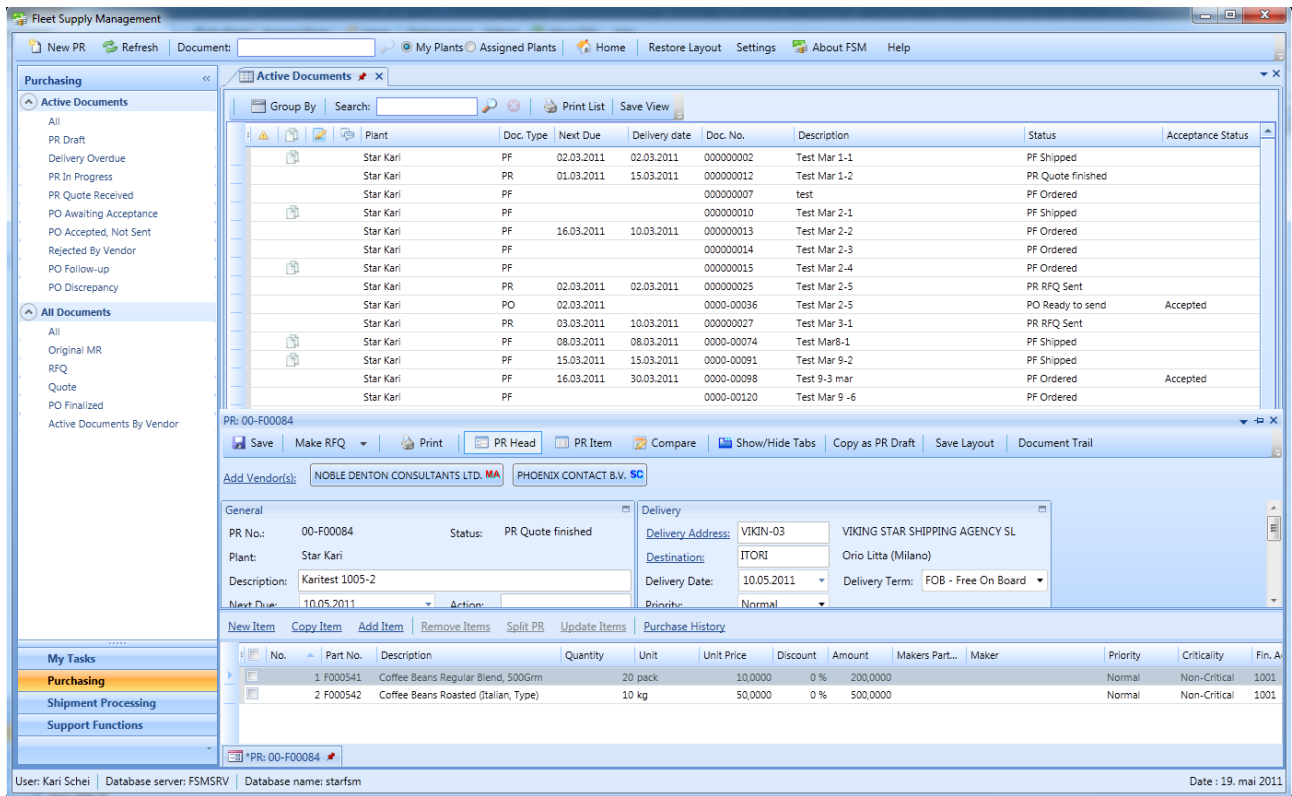 Fleet Supply Management
New PR Refresh Document: My Plants Assigned Plants Home Restore Layout Settings About FSM Help
Purchasing
Active Documents
All
PR Draft
Delivery Overdue
PR In Progress
PR Quote Received
PO Awaiting Acceptance
PO Accepted, Not Sent
Rejected By Vendor
PO Follow-up
PO Discrepancy
All Documents
All
Original MR
RFQ
Quote
PO Finalized
Active Documents By Vendor
My Tasks
Purchasing
Shipment Processing
Support Functions
Active Documents
Group By Search: Print List Save View
Plant Doc. Type Next Due Delivery date Doc. No. Description Status Acceptance Status
Star Kari PF 02.03.2011 02.03.2011 000000002 Test Mar 1-1 PF Shipped
Star Kari PR 01.03.2011 15.03.2011 000000012 Test Mar 1-2 PR Quote finished
Star Kari PF 000000007 test PF Ordered
Star Kari PF 000000010 Test Mar 2-1 PF Shipped
Star Kari PF 16.03.2011 10.03.2011 000000013 Test Mar 2-2 PF Ordered
Star Kari PF 000000014 Test Mar 2-3 PF Ordered
Star Kari PF 000000015 Test Mar 2-4 PF Ordered
Star Kari PR 02.03.2011 02.03.2011 000000025 Test Mar 2-5 PR RFQ Sent
Star Kari PO 02.03.2011 0000-00036 Test Mar 2-5 PO Ready to send Accepted
Star Kari PR 03.03.2011 10.03.2011 000000027 Test Mar 3-1 PR RFQ Sent
Star Kari PF 08.03.2011 08.03.2011 0000-00074 Test Mar8-1 PF Shipped
Star Kari PF 15.03.2011 15.03.2011 0000-00091 Test Mar 9-2 PF Shipped
Star Kari PF 16.03.2011 30.03.2011 0000-00098 Test 9-3 mar PF Ordered Accepted
Star Kari PF 0000-00120 Test Mar 9 -6 PF Ordered
PR: 00-F00084
Save Make RFQ Print PR Head PR Item Compare Show/Hide Tabs Copy as PR Draft Save Layout Document Trail
Add Vendor(s): NOBLE DENTON CONSULTANTS LTD. MA PHOENIX CONTACT B.V. SC
General
PR No.: 00-F00084 Status: PR Quote finished
Plant: Star Kari
Description: Karitest 1005-2
Next Due: 10.05.2011 Action:
Delivery
Delivery Address: VIKIN-03 VIKING STAR SHIPPING AGENCY SL
Destination: ITORI Orio Litta (Milano)
Delivery Date: 10.05.2011 Delivery Term: FOB - Free On Board
Priority: Normal
New Item Copy Item Add Item Remove Items Split PR Update Items Purchase History
No. Part No. Description Quantity Unit Unit Price Discount Amount Makers Part... Maker Priority Criticality Fin. A
1 F000541 Coffee Beans Regular Blend, 500Grm 20 pack 10,0000 0 % 200,0000 Normal Non-Critical 1001
2 F000542 Coffee Beans Roasted (Italian, Type) 10 kg 50,0000 0 % 500,0000 Normal Non-Critical 1001
*PR: 00-F00084
User: Kari Schei Database server: FSMSRV Database name: starfsm Date : 19. mai 2011